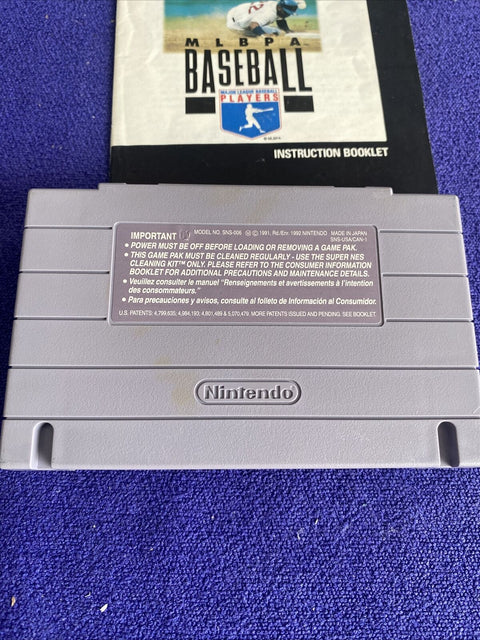 MLBPA
BASEBALL
MAJOR LEAGUE BASEBALL
PLAYERS
INSTRUCTION BOOKLET
IMPORTANT MODEL NO. SNS-006 Ⓜ © 1991, Rd/Enr. 1992 NINTENDO MADE IN JAPAN
SNS-USA/CAN-1
• POWER MUST BE OFF BEFORE LOADING OR REMOVING A GAME PAK.
• THIS GAME PAK MUST BE CLEANED REGULARLY - USE THE SUPER NES
CLEANING KIT™ ONLY. PLEASE REFER TO THE CONSUMER INFORMATION
BOOKLET FOR ADDITIONAL PRECAUTIONS AND MAINTENANCE DETAILS.
• Veuillez consulter le manuel "Renseignements et avertissements à l'intention
des consommateurs."
• Para precauciones y avisos, consulte al folleto de Información al Consumidor.
U.S. PATENTS: 4,799,635; 4,984,193; 4,801,489 & 5,070,479. MORE PATENTS ISSUED AND PENDING. SEE BOOKLET.
Nintendo